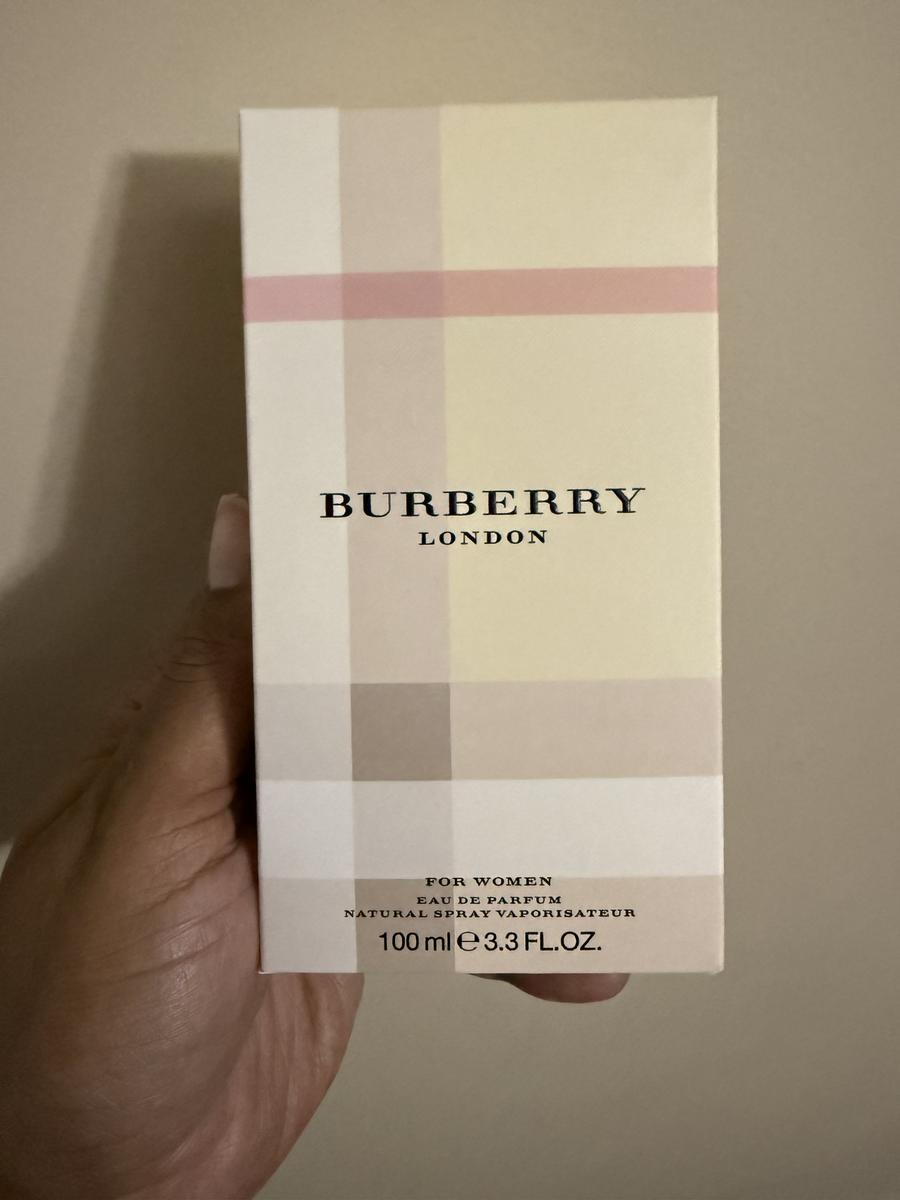 BURBERRY
LONDON
FOR WOMEN
EAU DE PARFUM
NATURAL SPRAY VAPORISATEUR
100 ml ℮ 3.3 FL.OZ.